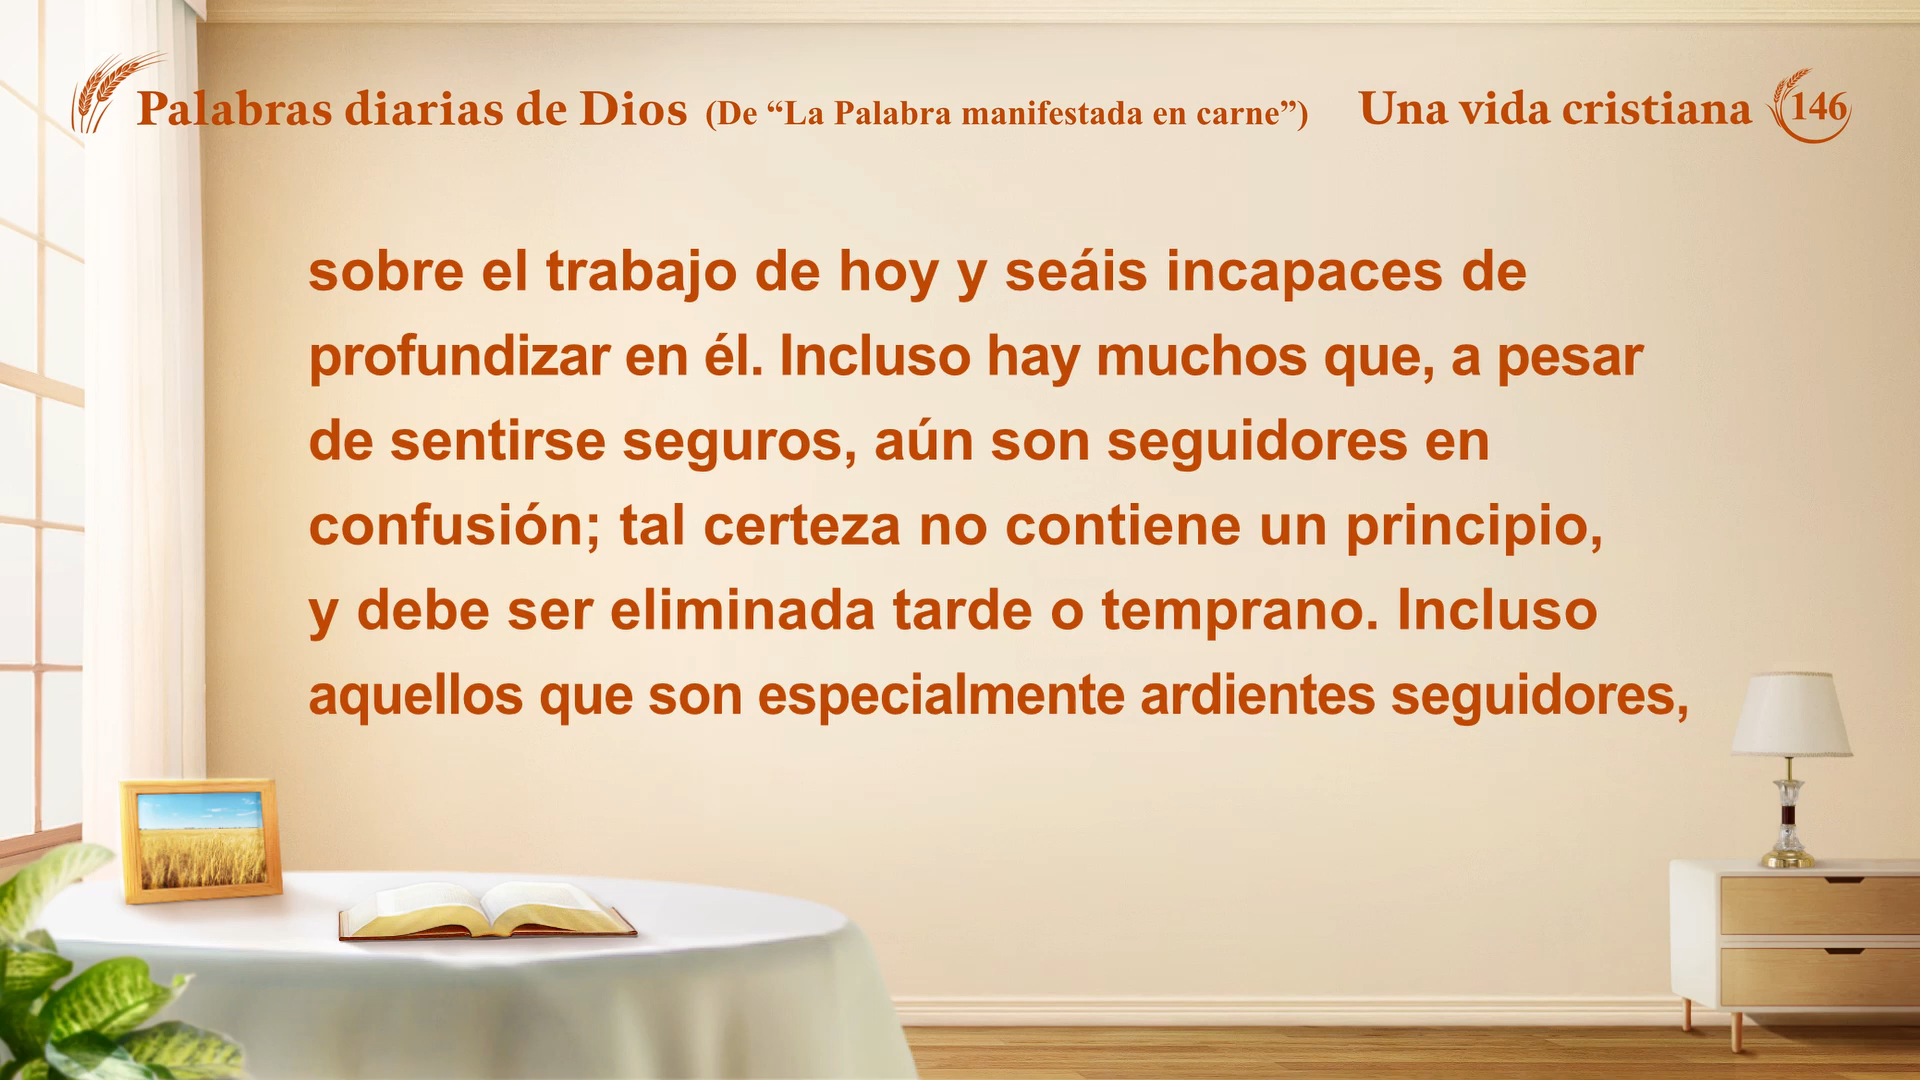 Palabras diarias de Dios (De “La Palabra manifestada en carne”) Una vida cristiana 146
sobre el trabajo de hoy y seáis incapaces de
profundizar en él. Incluso hay muchos que, a pesar
de sentirse seguros, aún son seguidores en
confusión; tal certeza no contiene un principio,
y debe ser eliminada tarde o temprano. Incluso
aquellos que son especialmente ardientes seguidores,